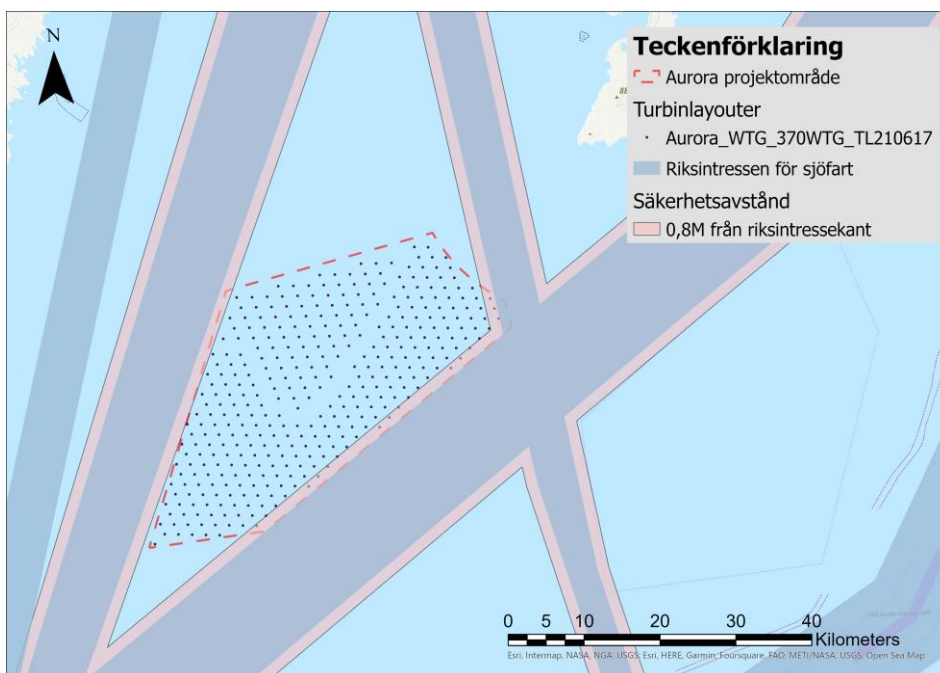 N
88
Teckenförklaring
Aurora projektområde
Turbinlayouter
Aurora_WTG_370WTG_TL210617
Riksintressen för sjöfart
Säkerhetsavstånd
0,8M från riksintressekant
0 5 10 20 30 40
Kilometers
Esri, Intermap, NASA, NGA, USGS; Esri, HERE, Garmin, Foursquare, FAO, METI/NASA, USGS; Open Sea Map